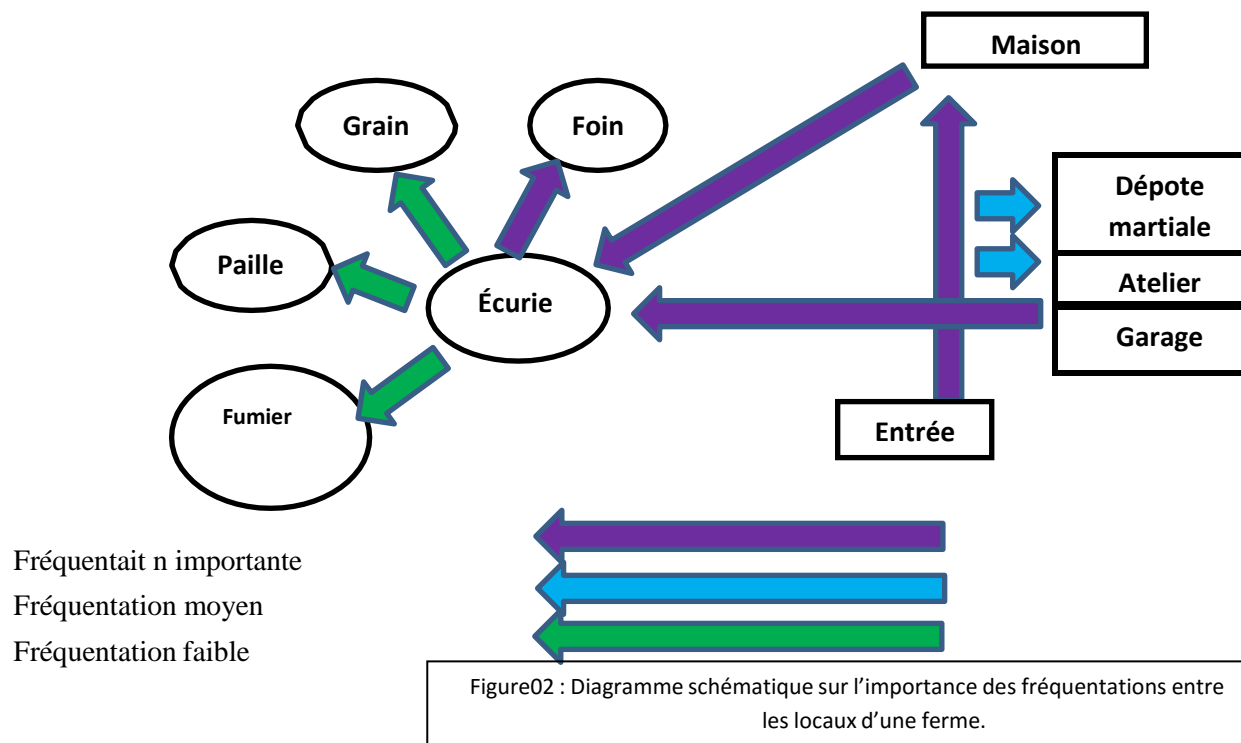 Maison
Grain
Foin
Dépote
martiale
Paille
Écurie
Atelier
Garage
Fumier
Entrée
Fréquentait n importante
Fréquentation moyen
Fréquentation faible
Figure02 : Diagramme schématique sur l’importance des fréquentations entre
les locaux d’une ferme.